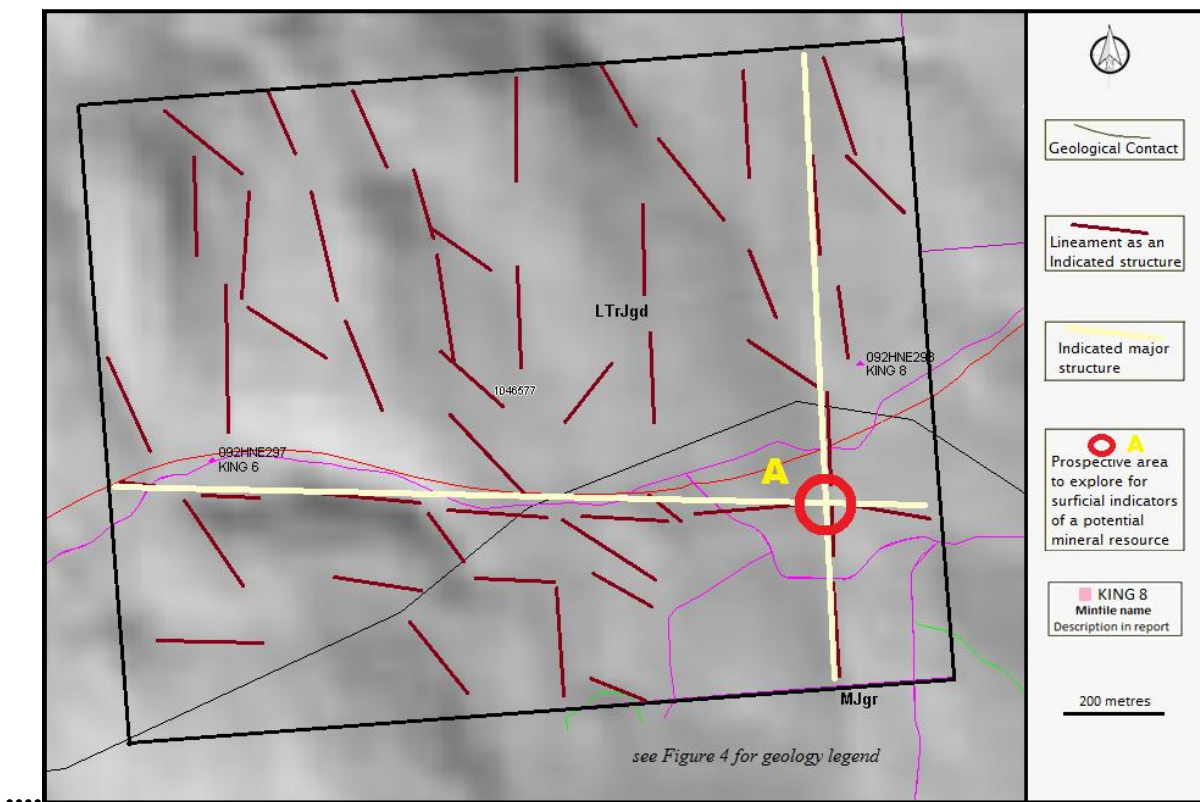 LTrJgd
092HNE298
KING 8
1046577
092HNE297
KING 6
A
MJgr
see Figure 4 for geology legend
Geological Contact
Lineament as an
Indicated structure
Indicated major
structure
A
Prospective area
to explore for
surficial indicators
of a potential
mineral resource
KING 8
Mintile name
Description in report
200 metres